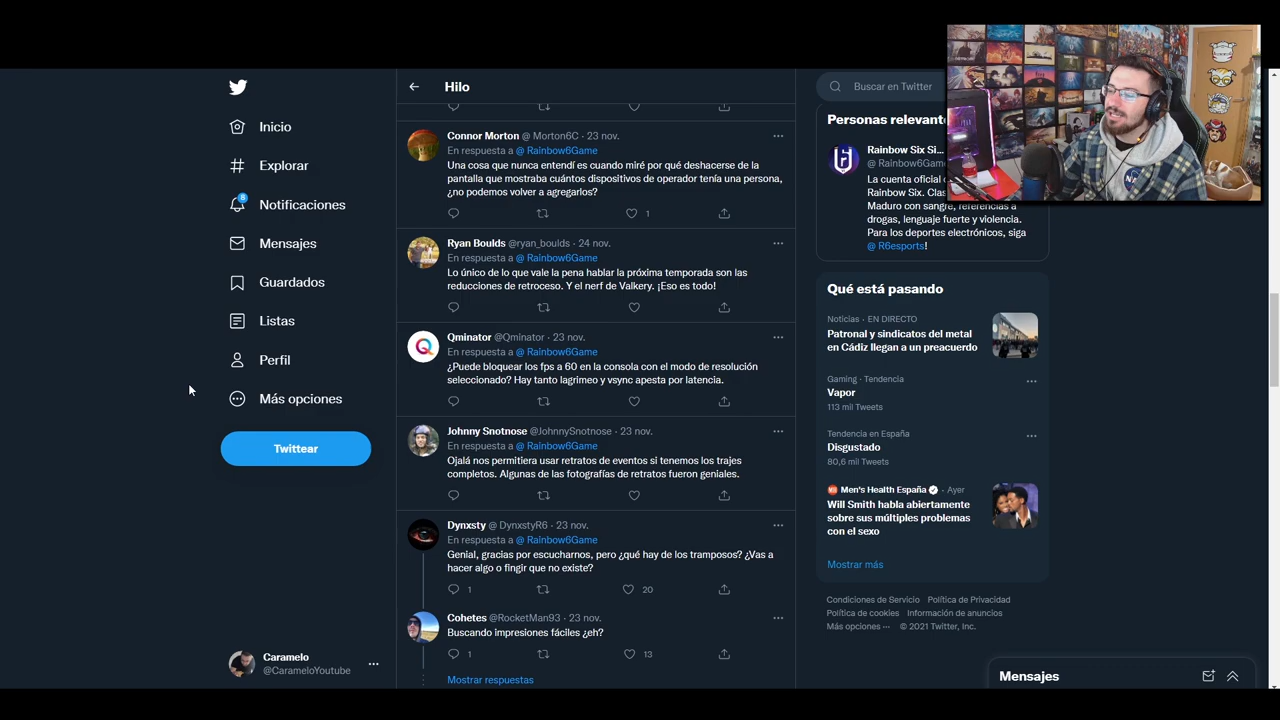 Inicio
Explorar
8
Notificaciones
Mensajes
Guardados
Listas
Perfil
Más opciones
Twittear
Caramelo
@CarameloYoutube
Hilo
Connor Morton @ Morton6C · 23 nov.
En respuesta a @ Rainbow6Game
Una cosa que nunca entendí es cuando miré por qué deshacerse de la
pantalla que mostraba cuántos dispositivos de operador tenía una persona,
¿no podemos volver a agregarlos?
1
Ryan Boulds @ryan_boulds · 24 nov.
En respuesta a @ Rainbow6Game
Lo único de lo que vale la pena hablar la próxima temporada son las
reducciones de retroceso. Y el nerf de Valkery. ¡Eso es todo!
Qminator @Qminator · 23 nov.
En respuesta a @ Rainbow6Game
¿Puede bloquear los fps a 60 en la consola con el modo de resolución
seleccionado? Hay tanto lagrimeo y vsync apesta por latencia.
Johnny Snotnose @JohnnySnotnose · 23 nov.
En respuesta a @ Rainbow6Game
Ojalá nos permitiera usar retratos de eventos si tenemos los trajes
completos. Algunas de las fotografías de retratos fueron geniales.
Dynxsty @ DynxstyR6 · 23 nov.
En respuesta a @ Rainbow6Game
Genial, gracias por escucharnos, pero ¿qué hay de los tramposos? ¿Vas a
hacer algo o fingir que no existe?
1 20
Cohetes @RocketMan93 · 23 nov.
Buscando impresiones fáciles ¿eh?
1 13
Mostrar respuestas
Buscar en Twitter
Personas relevant
Rainbow Six Si...
@ Rainbow6Game
La cuenta oficial
Rainbow Six. Clas
Maduro con sangre, referencias a
drogas, lenguaje fuerte y violencia.
Para los deportes electrónicos, siga
@ R6esports!
Qué está pasando
Noticias · EN DIRECTO
Patronal y sindicatos del metal
en Cádiz llegan a un preacuerdo
Gaming · Tendencia
Vapor
113 mil Tweets
Tendencia en España
Disgustado
80,6 mil Tweets
Men's Health España · Ayer
Will Smith habla abiertamente
sobre sus múltiples problemas
con el sexo
Mostrar más
Condiciones de Servicio Política de Privacidad
Política de cookies Información de anuncios
Más opciones ··· © 2021 Twitter, Inc.
Mensajes